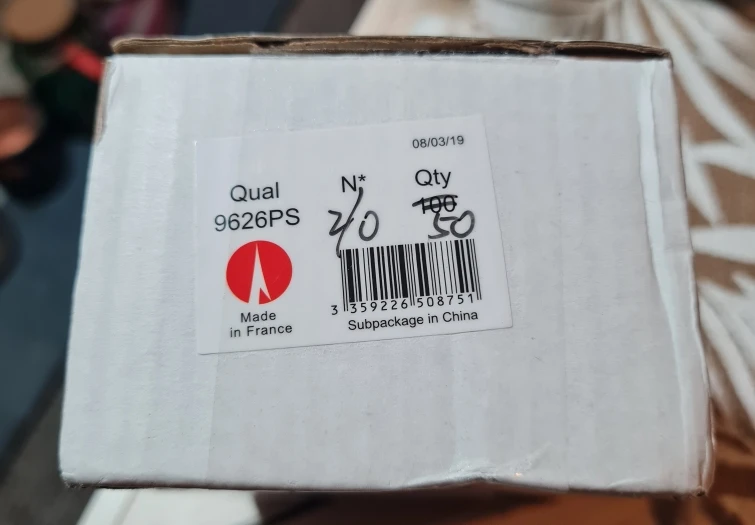 08/03/19
Qual
9626PS
N*
2/0
Qty
100
50
3 359226 508751
Made
in France
Subpackage in China